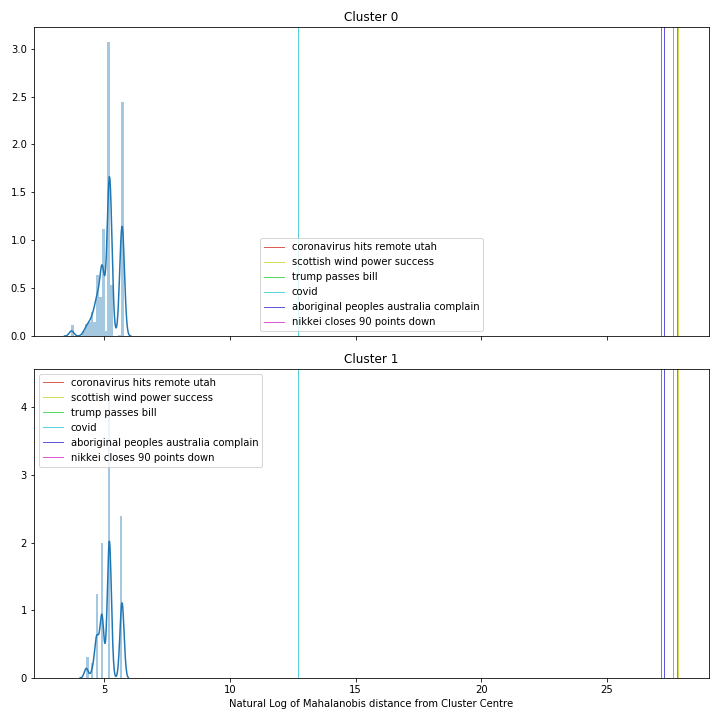 Cluster 0
3.0
2.5
2.0
1.5
1.0
0.5
0.0
coronavirus hits remote utah
scottish wind power success
trump passes bill
covid
aboriginal peoples australia complain
nikkei closes 90 points down
Cluster 1
4
3
2
1
0
coronavirus hits remote utah
scottish wind power success
trump passes bill
covid
aboriginal peoples australia complain
nikkei closes 90 points down
5 10 15 20 25
Natural Log of Mahalanobis distance from Cluster Centre